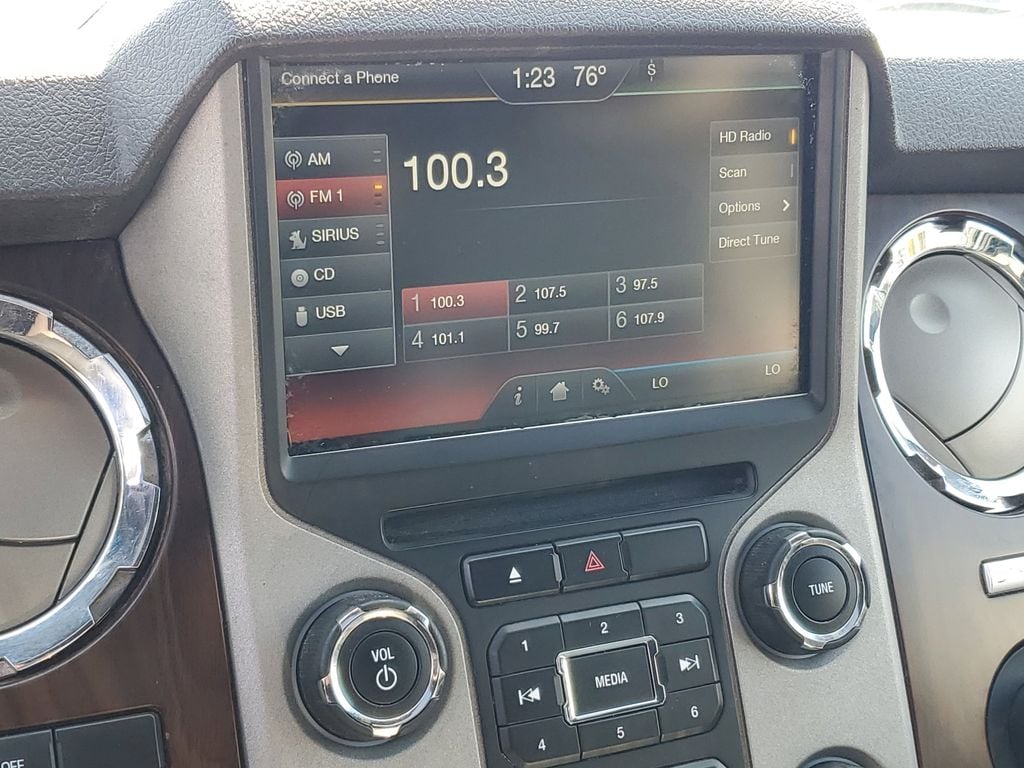 Connect a Phone 1:23 76° S
AM
FM 1
SIRIUS
CD
USB
100.3
HD Radio
Scan
Options
Direct Tune
1 100.3 2 107.5 3 97.5
4 101.1 5 99.7 6 107.9
i LO LO
VOL
TUNE
1 2 3
MEDIA
4 5 6
OFF